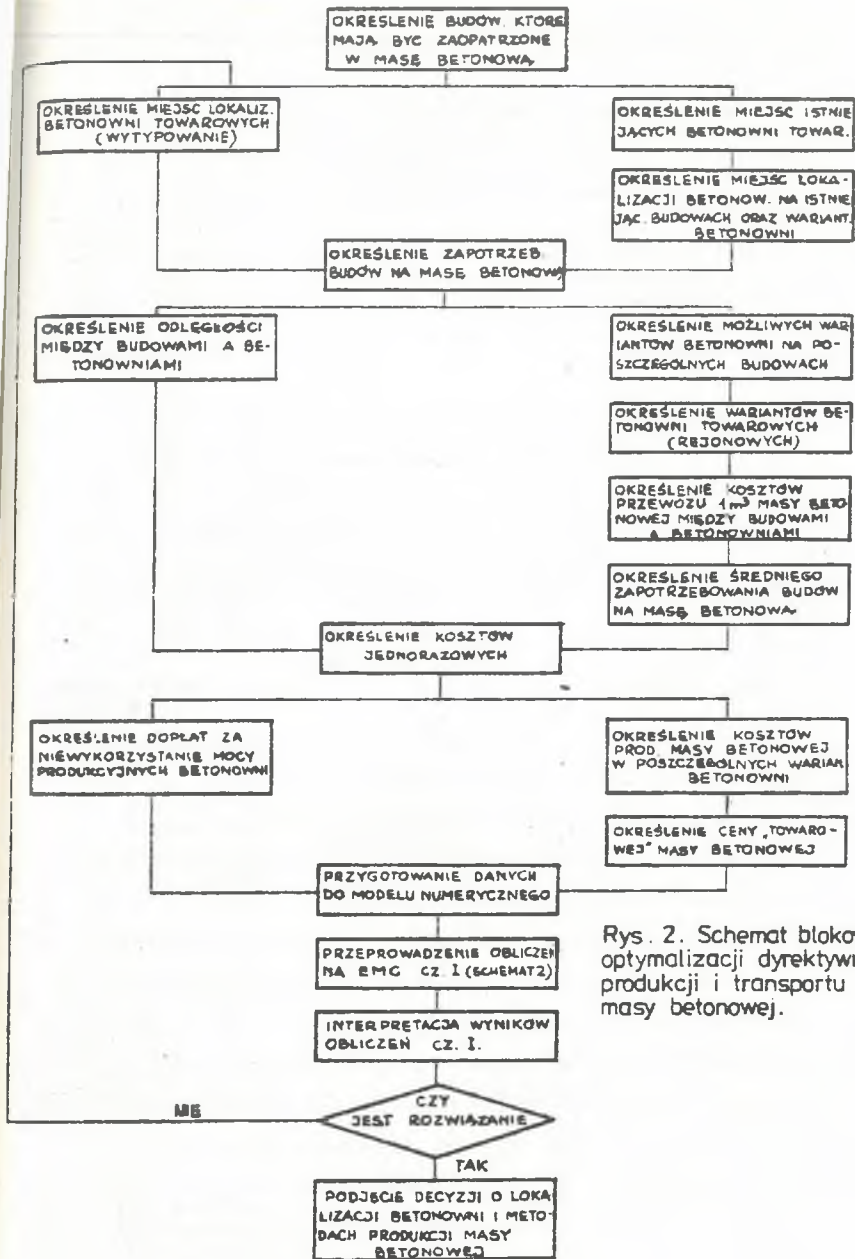 OKREŚLENIE BUDÓW, KTÓRE
MAJĄ BYĆ ZAOPATRZONE
W MASĘ BETONOWĄ
OKREŚLENIE MIEJSC LOKALIZ.
BETONOWNI TOWAROWYCH
(WYTYPOWANIE)
OKREŚLENIE MIEJSC ISTNIE
JĄCYCH BETONOWNI TOWAR.
OKREŚLENIE MIEJSC LOKA-
LIZACJI BETONOW. NA ISTNIE
JĄC. BUDOWACH ORAZ WARIANT.
BETONOWNI
OKREŚLENIE ZAPOTRZEB.
BUDÓW NA MASĘ BETONOWĄ
OKREŚLENIE ODLEGŁOŚCI
MIĘDZY BUDOWAMI A BE-
TONOWNIAMI
OKREŚLENIE MOŻLIWYCH WAR
IANTÓW BETONOWNI NA PO-
SZCZEGÓLNYCH BUDOWACH
OKREŚLENIE WARIANTÓW BE-
TONOWNI TOWAROWYCH
(REJONOWYCH)
OKREŚLENIE KOSZTÓW
PRZEWOZU 1m³ MASY BETO
NOWEJ MIĘDZY BUDOWAMI
A BETONOWNIAMI
OKREŚLENIE ŚREDNIEGO
ZAPOTRZEBOWANIA BUDÓW
NA MASĘ BETONOWĄ
OKREŚLENIE KOSZTÓW
JEDNORAZOWYCH
OKREŚLENIE DOPŁAT ZA
NIEWYKORZYSTANIE MOCY
PRODUKCYJNYCH BETONOWNI
OKREŚLENIE KOSZTÓW
PROD. MASY BETONOWEJ
W POSZCZEGÓLNYCH WARIAN.
BETONOWNI
OKREŚLENIE CENY „TOWARO-
WEJ" MASY BETONOWEJ
PRZYGOTOWANIE DANYCH
DO MODELU NUMERYCZNEGO
PRZEPROWADZENIE OBLICZEŃ
NA EMC CZ. I (SCHEMAT 2)
INTERPRETACJA WYNIKÓW
OBLICZEŃ CZ. I.
CZY
JEST ROZWIĄZANIE
NIE
TAK
PODJĘCIE DECYZJI O LOKA
LIZACJI BETONOWNI I METO-
DACH PRODUKCJI MASY
BETONOWEJ
Rys. 2. Schemat bloko
optymalizacji dyrektywn
produkcji i transportu
masy betonowej.